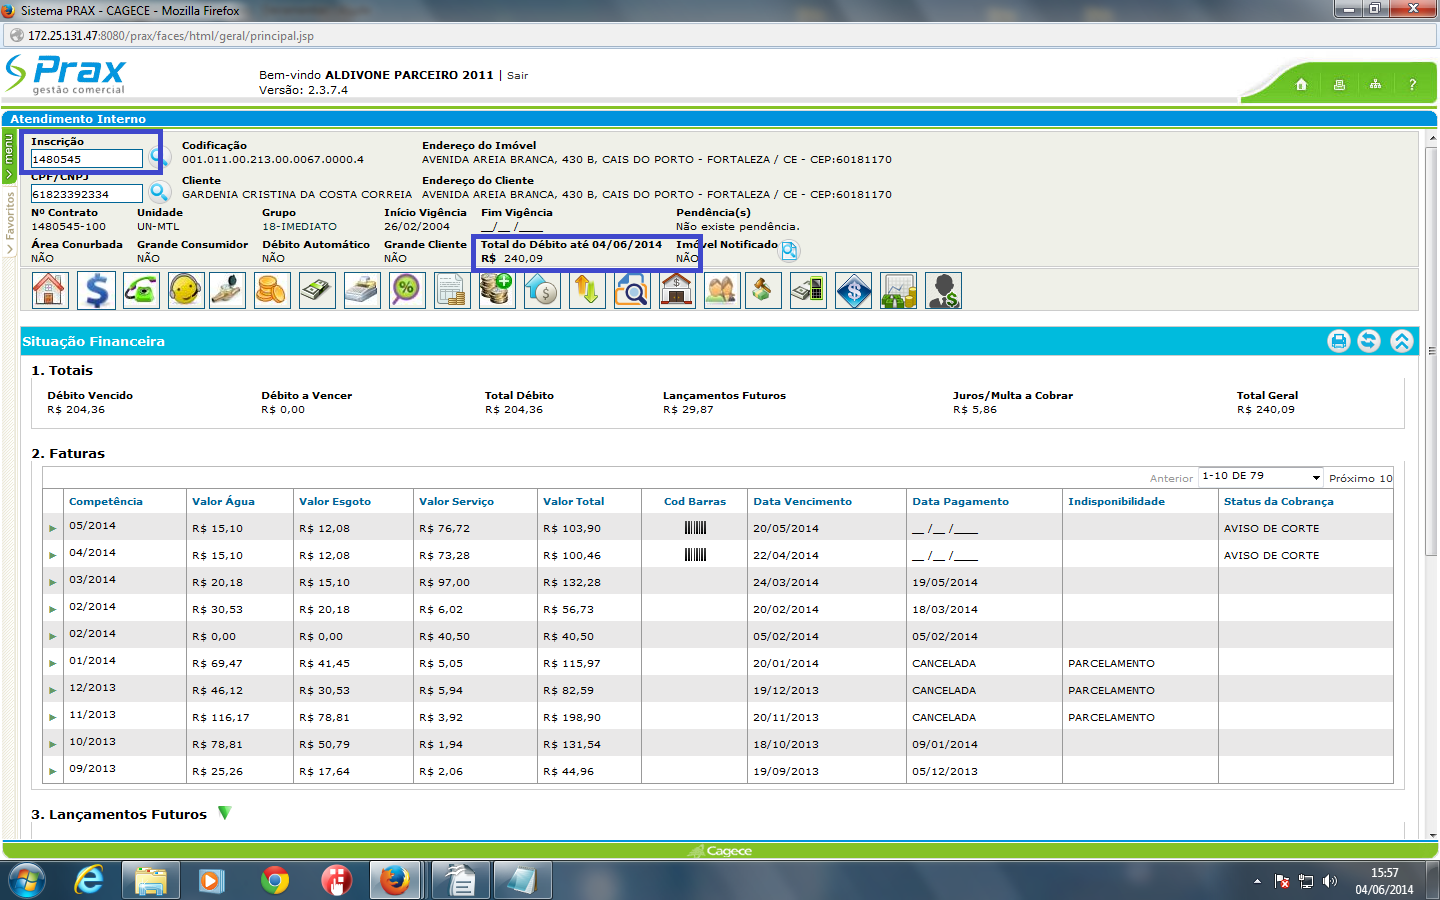 Sistema PRAX - CAGECE - Mozilla Firefox
172.25.131.47:8080/prax/faces/html/geral/principal.jsp
Prax
gestão comercial
Bem-vindo ALDIVONE PARCEIRO 2011 | Sair
Versão: 2.3.7.4
?
Atendimento Interno
menu
Favoritos
Inscrição
1480545
Codificação
001.011.00.213.00.0067.0000.4
Endereço do Imóvel
AVENIDA AREIA BRANCA, 430 B, CAIS DO PORTO - FORTALEZA / CE - CEP:60181170
CPF/CNPJ
61823392334
Cliente
GARDENIA CRISTINA DA COSTA CORREIA
Endereço do Cliente
AVENIDA AREIA BRANCA, 430 B, CAIS DO PORTO - FORTALEZA / CE - CEP:60181170
Nº Contrato Unidade Grupo Início Vigência Fim Vigência Pendência(s)
1480545-100 UN-MTL 18-IMEDIATO 26/02/2004 __/__/____ Não existe pendência.
Área Conurbada Grande Consumidor Débito Automático Grande Cliente Total do Débito até 04/06/2014 Imóvel Notificado
NÃO NÃO NÃO NÃO R$ 240,09 NÃO
Situação Financeira
1. Totais
Débito Vencido Débito a Vencer Total Débito Lançamentos Futuros Juros/Multa a Cobrar Total Geral
R$ 204,36 R$ 0,00 R$ 204,36 R$ 29,87 R$ 5,86 R$ 240,09
2. Faturas
Anterior 1-10 DE 79 Próximo 10
Competência Valor Água Valor Esgoto Valor Serviço Valor Total Cod Barras Data Vencimento Data Pagamento Indisponibilidade Status da Cobrança
05/2014 R$ 15,10 R$ 12,08 R$ 76,72 R$ 103,90 20/05/2014 __/__/____ AVISO DE CORTE
04/2014 R$ 15,10 R$ 12,08 R$ 73,28 R$ 100,46 22/04/2014 __/__/____ AVISO DE CORTE
03/2014 R$ 20,18 R$ 15,10 R$ 97,00 R$ 132,28 24/03/2014 19/05/2014
02/2014 R$ 30,53 R$ 20,18 R$ 6,02 R$ 56,73 20/02/2014 18/03/2014
02/2014 R$ 0,00 R$ 0,00 R$ 40,50 R$ 40,50 05/02/2014 05/02/2014
01/2014 R$ 69,47 R$ 41,45 R$ 5,05 R$ 115,97 20/01/2014 CANCELADA PARCELAMENTO
12/2013 R$ 46,12 R$ 30,53 R$ 5,94 R$ 82,59 19/12/2013 CANCELADA PARCELAMENTO
11/2013 R$ 116,17 R$ 78,81 R$ 3,92 R$ 198,90 20/11/2013 CANCELADA PARCELAMENTO
10/2013 R$ 78,81 R$ 50,79 R$ 1,94 R$ 131,54 18/10/2013 09/01/2014
09/2013 R$ 25,26 R$ 17,64 R$ 2,06 R$ 44,96 19/09/2013 05/12/2013
3. Lançamentos Futuros
Cagece
15:57
04/06/2014